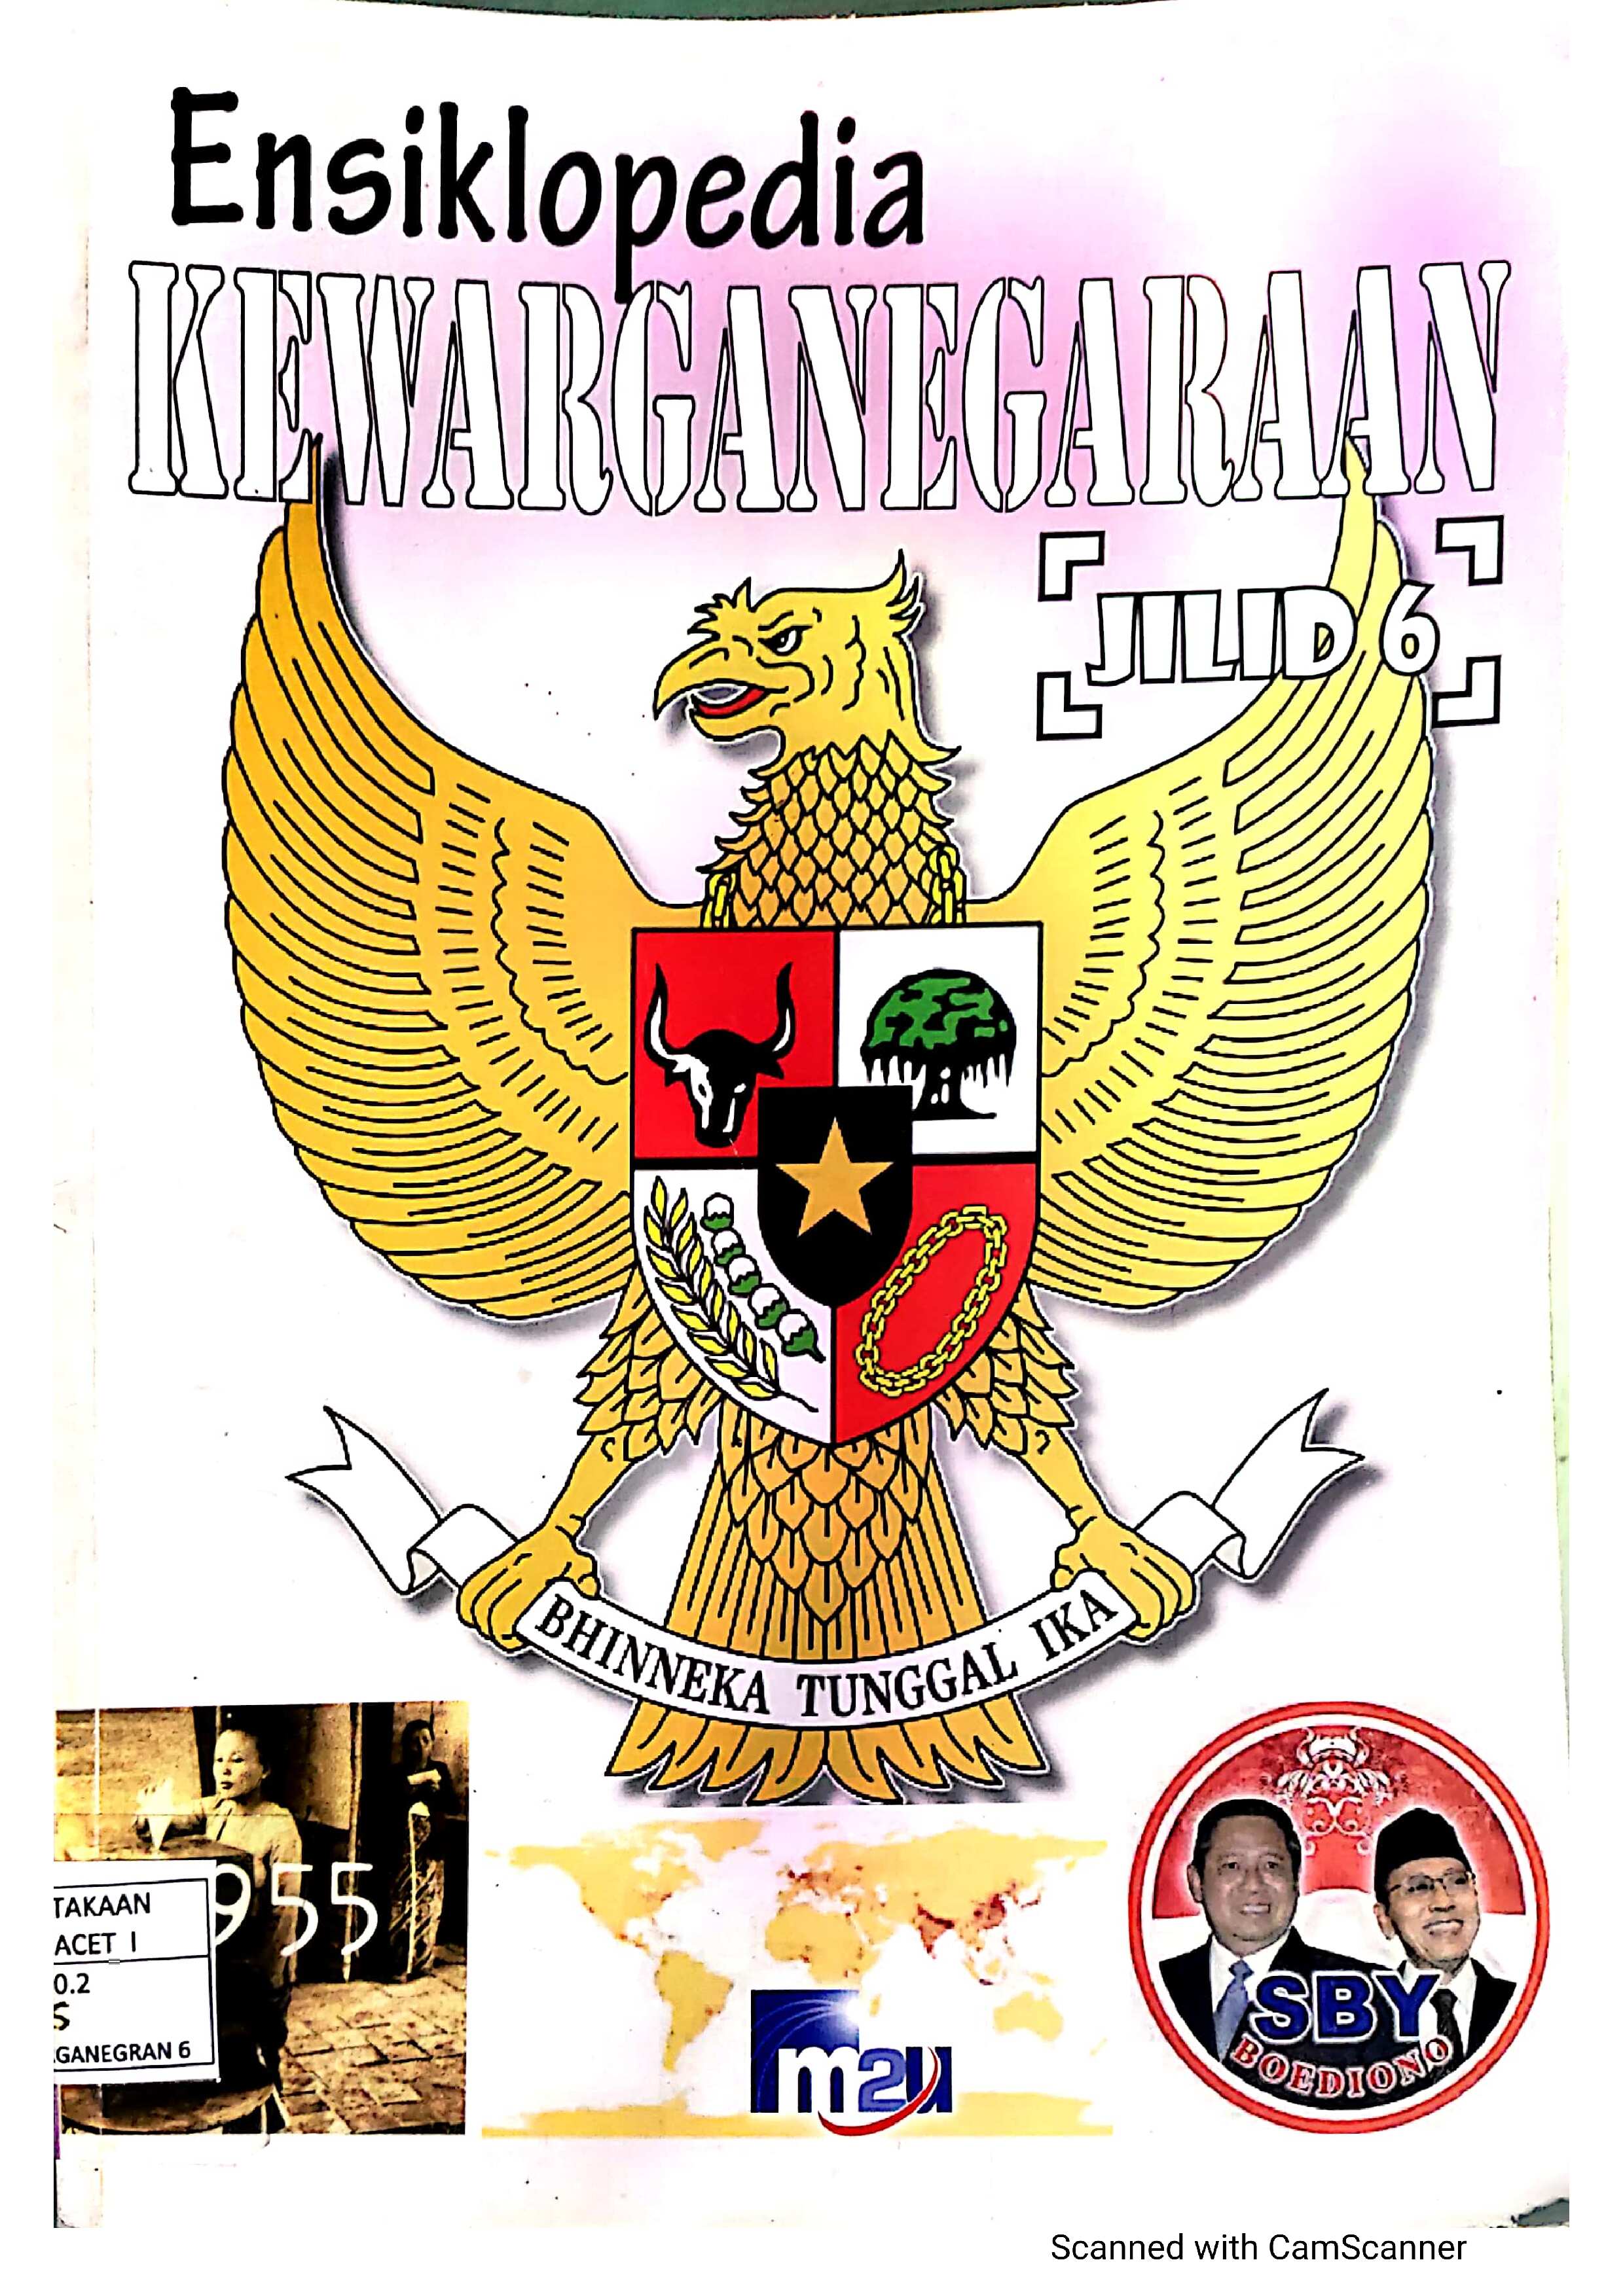 Ensiklopedia
KEWARGANEGARAAN
JILID 6
BHINNEKA TUNGGAL IKA
955
TAKAAN
ACET I
0.2
S
GANEGRAN 6
m2u
SBY
BOEDIONO
Scanned with CamScanner